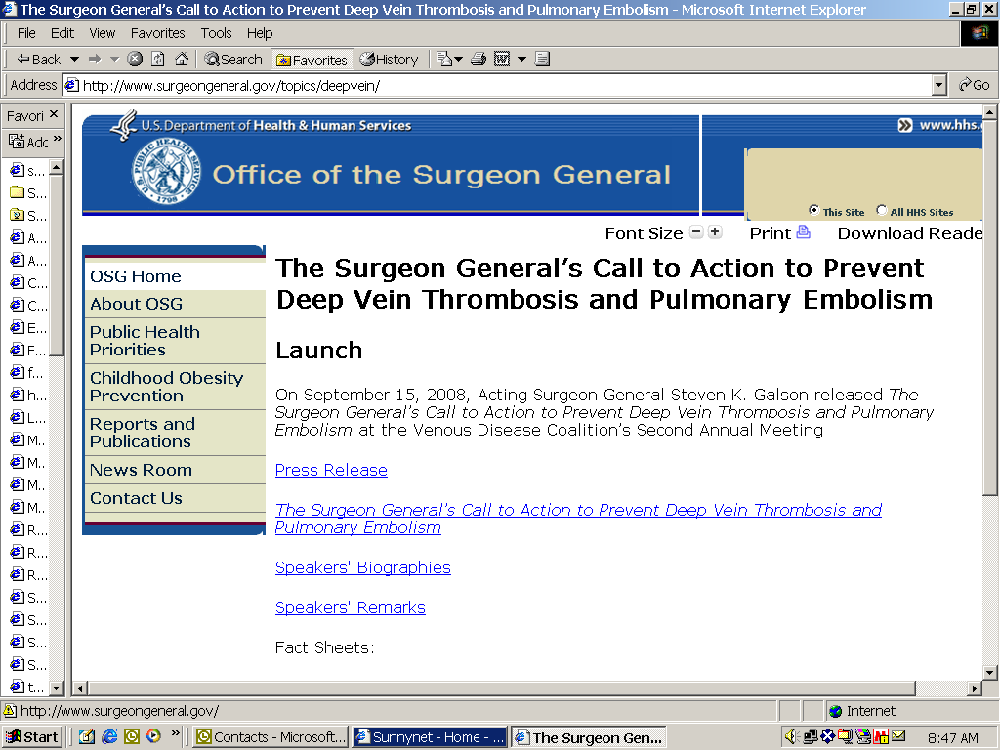 The Surgeon General's Call to Action to Prevent Deep Vein Thrombosis and Pulmonary Embolism - Microsoft Internet Explorer
File Edit View Favorites Tools Help
Back Search Favorites History
Address http://www.surgeongeneral.gov/topics/deepvein/ Go
Favori
Adc
U.S. Department of Health & Human Services
www.hhs.
Office of the Surgeon General
This Site All HHS Sites
Font Size Print Download Reade
OSG Home
About OSG
Public Health
Priorities
Childhood Obesity
Prevention
Reports and
Publications
News Room
Contact Us
The Surgeon General's Call to Action to Prevent
Deep Vein Thrombosis and Pulmonary Embolism
Launch
On September 15, 2008, Acting Surgeon General Steven K. Galson released The
Surgeon General's Call to Action to Prevent Deep Vein Thrombosis and Pulmonary
Embolism at the Venous Disease Coalition's Second Annual Meeting
Press Release
The Surgeon General's Call to Action to Prevent Deep Vein Thrombosis and
Pulmonary Embolism
Speakers' Biographies
Speakers' Remarks
Fact Sheets:
s...
S...
S...
A...
A...
C...
C...
E...
F...
f...
h...
L...
M...
M...
M...
M...
R...
R...
R...
S...
S...
S...
S...
t...
http://www.surgeongeneral.gov/ Internet
Start Contacts - Microsoft... Sunnynet - Home - ... The Surgeon Gen... 8:47 AM